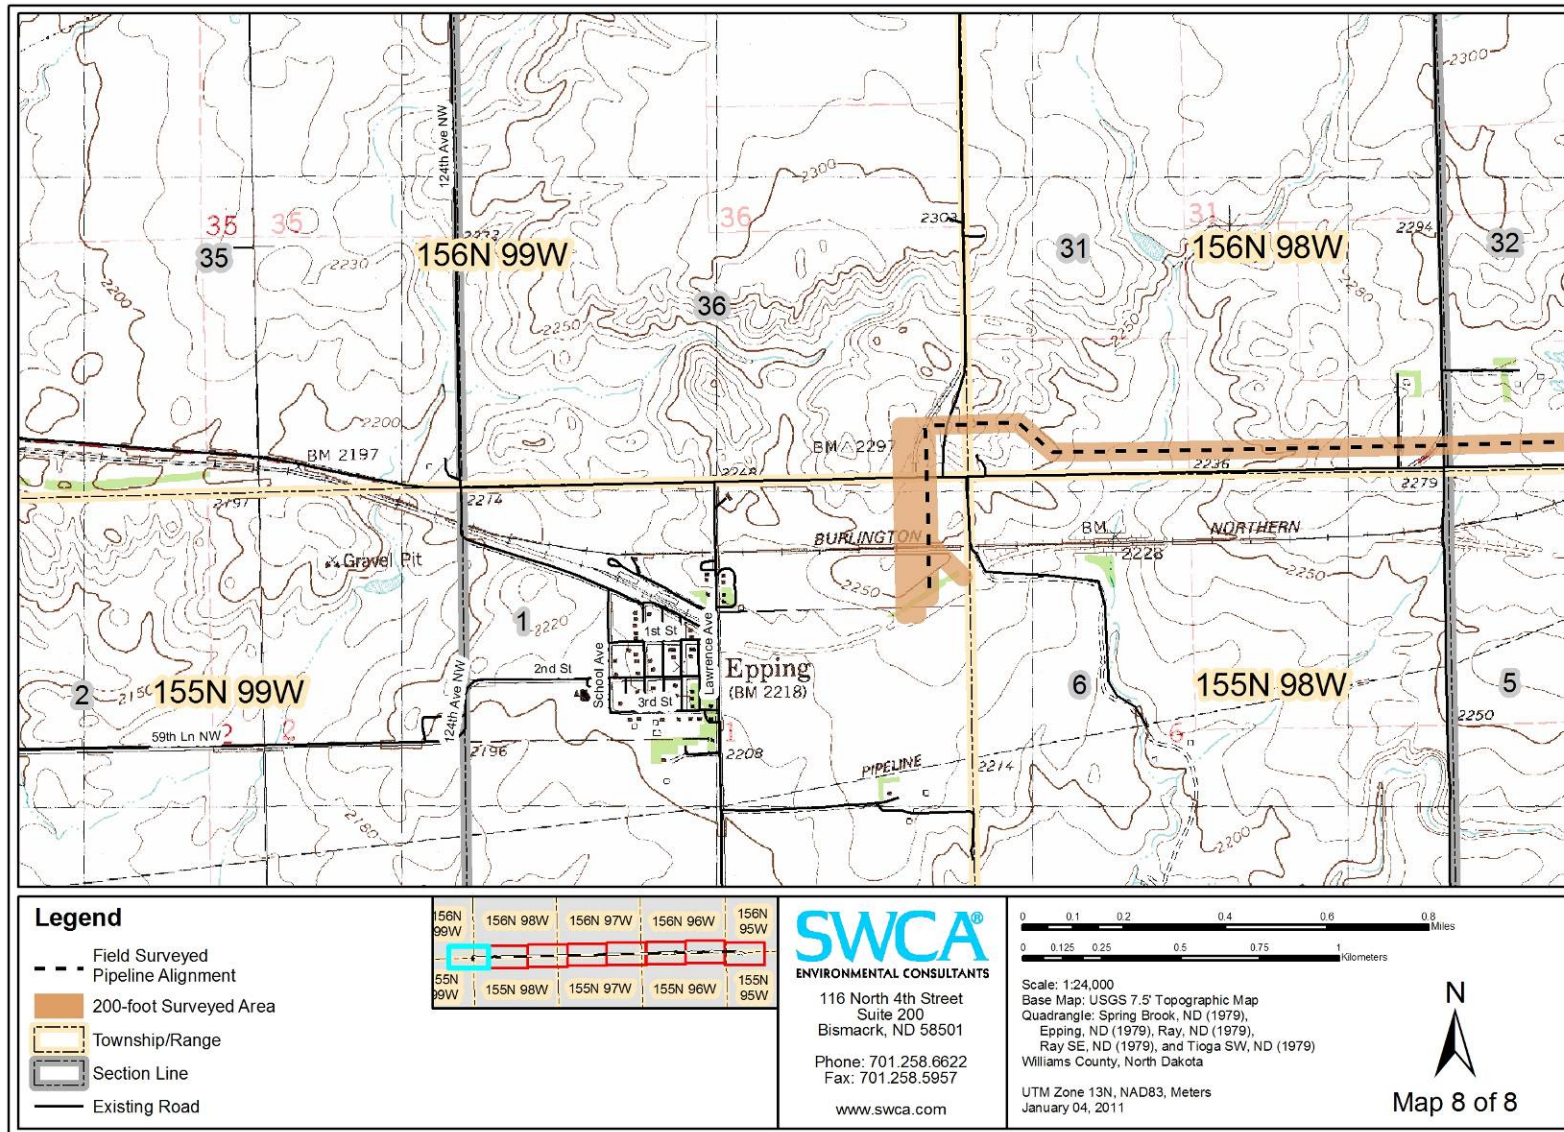 2300
2300
124th Ave NW
35
35
35
2232
2230
2200
156N 99W
36
36
2300
2303
31
31
156N 98W
2294
32
2280
2250
2250
2200
BM 2197
2197
BM 2297
2248
2236
2279
2274
BURLINGTON
NORTHERN
BM
2228
2250
2250
Gravel Pit
1
2220
1st St
2nd St
3rd St
School Ave
Lawrence Ave
Epping
(BM 2218)
2
2150
155N 99W
124th Ave NW
59th Ln NW
2
2
2196
1
2208
PIPELINE
2214
6
6
155N 98W
5
2250
2180
2200
Legend
Field Surveyed
Pipeline Alignment
200-foot Surveyed Area
Township/Range
Section Line
Existing Road
156N
99W
156N 98W
156N 97W
156N 96W
156N
95W
155N
99W
155N 98W
155N 97W
155N 96W
155N
95W
SWCA®
ENVIRONMENTAL CONSULTANTS
116 North 4th Street
Suite 200
Bismacrk, ND 58501
Phone: 701.258.6622
Fax: 701.258.5957
www.swca.com
0 0.1 0.2 0.4 0.6 0.8
Miles
0 0.125 0.25 0.5 0.75 1
Kilometers
Scale: 1:24,000
Base Map: USGS 7.5' Topographic Map
Quadrangle: Spring Brook, ND (1979),
Epping, ND (1979), Ray, ND (1979),
Ray SE, ND (1979), and Tioga SW, ND (1979)
Williams County, North Dakota
UTM Zone 13N, NAD83, Meters
January 04, 2011
N
Map 8 of 8